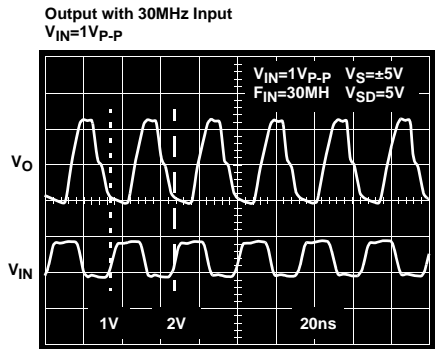 Output with 30MHz Input
VIN=1VP-P
VIN=1VP-P VS=±5V
FIN=30MH VSD=5V
VO
VIN
1V 2V 20ns